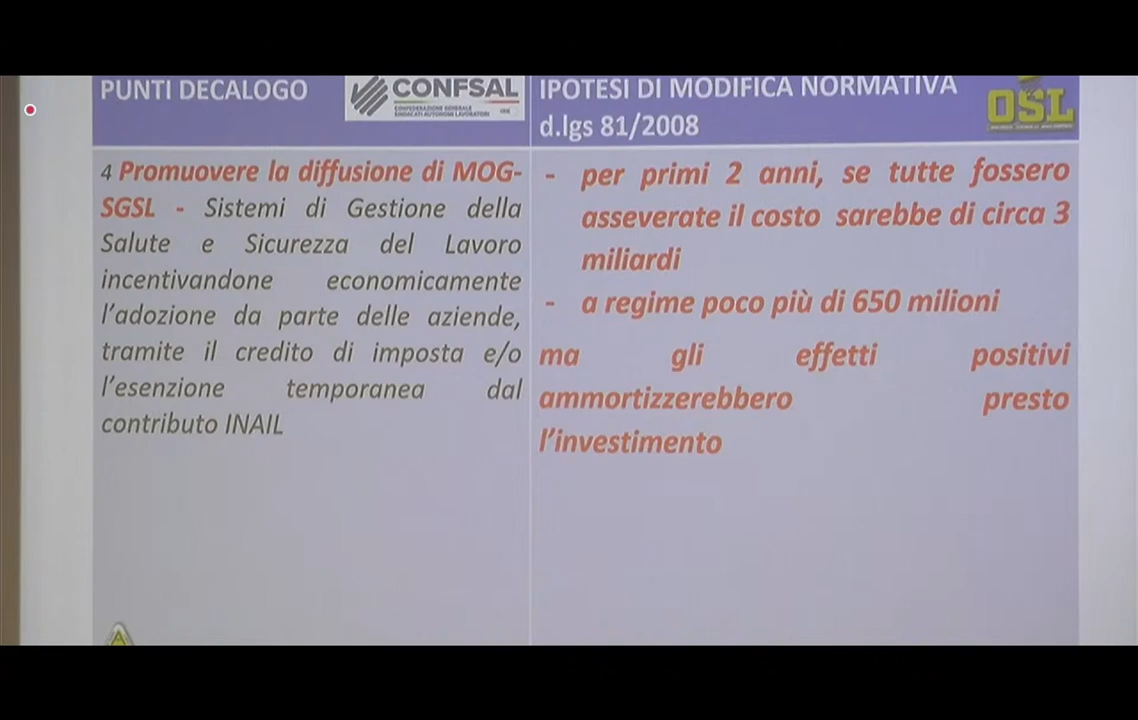 PUNTI DECALOGO
CONFSAL
CONFEDERAZIONE GENERALE
SINDACATI AUTONOMI LAVORATORI
IPOTESI DI MODIFICA NORMATIVA
d.lgs 81/2008
OSL
4 Promuovere la diffusione di MOG-
SGSL - Sistemi di Gestione della
Salute e Sicurezza del Lavoro
incentivandone economicamente
l'adozione da parte delle aziende,
tramite il credito di imposta e/o
l'esenzione temporanea dal
contributo INAIL
- per primi 2 anni, se tutte fossero
asseverate il costo sarebbe di circa 3
miliardi
- a regime poco più di 650 milioni
ma gli effetti positivi
ammortizzerebbero presto
l'investimento